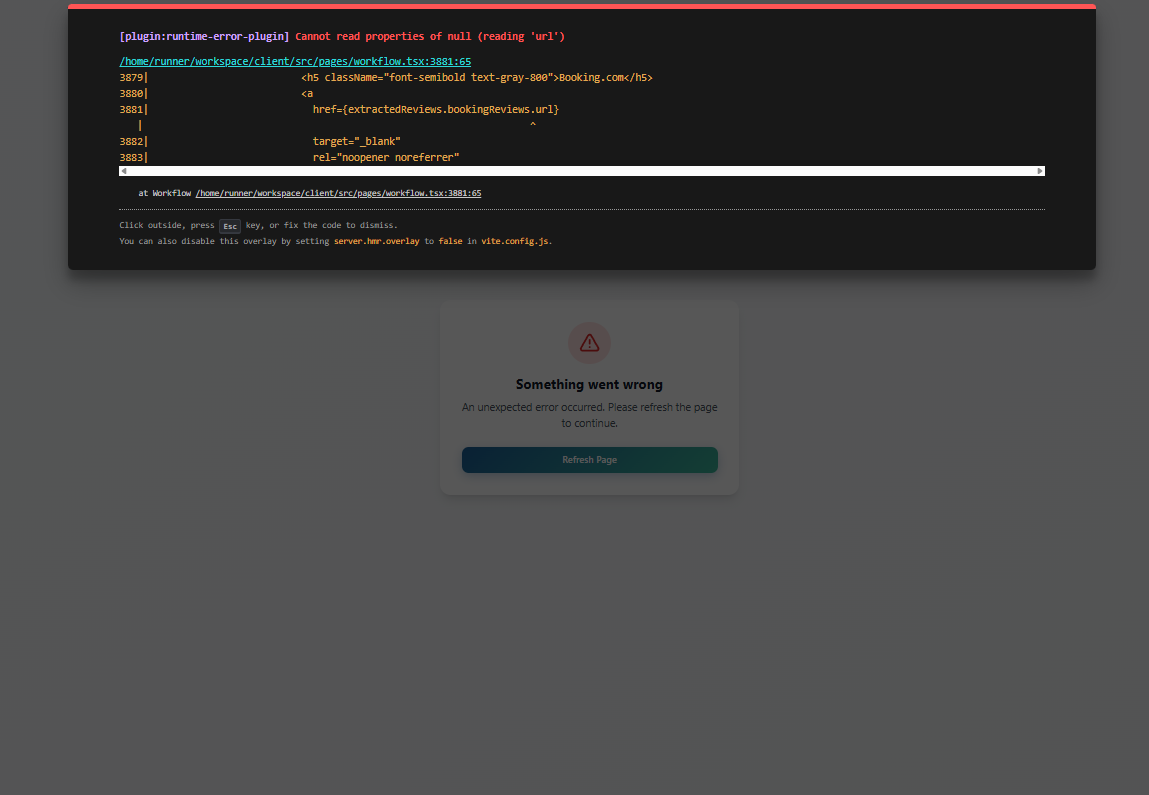 [plugin:runtime-error-plugin] Cannot read properties of null (reading 'url')
/home/runner/workspace/client/src/pages/workflow.tsx:3881:65
3879| <h5 className="font-semibold text-gray-800">Booking.com</h5>
3880| <a
3881| href={extractedReviews.bookingReviews.url}
| ^
3882| target="_blank"
3883| rel="noopener noreferrer"
at Workflow /home/runner/workspace/client/src/pages/workflow.tsx:3881:65
Click outside, press Esc key, or fix the code to dismiss.
You can also disable this overlay by setting server.hmr.overlay to false in vite.config.js.
Something went wrong
An unexpected error occurred. Please refresh the page
to continue.
Refresh Page